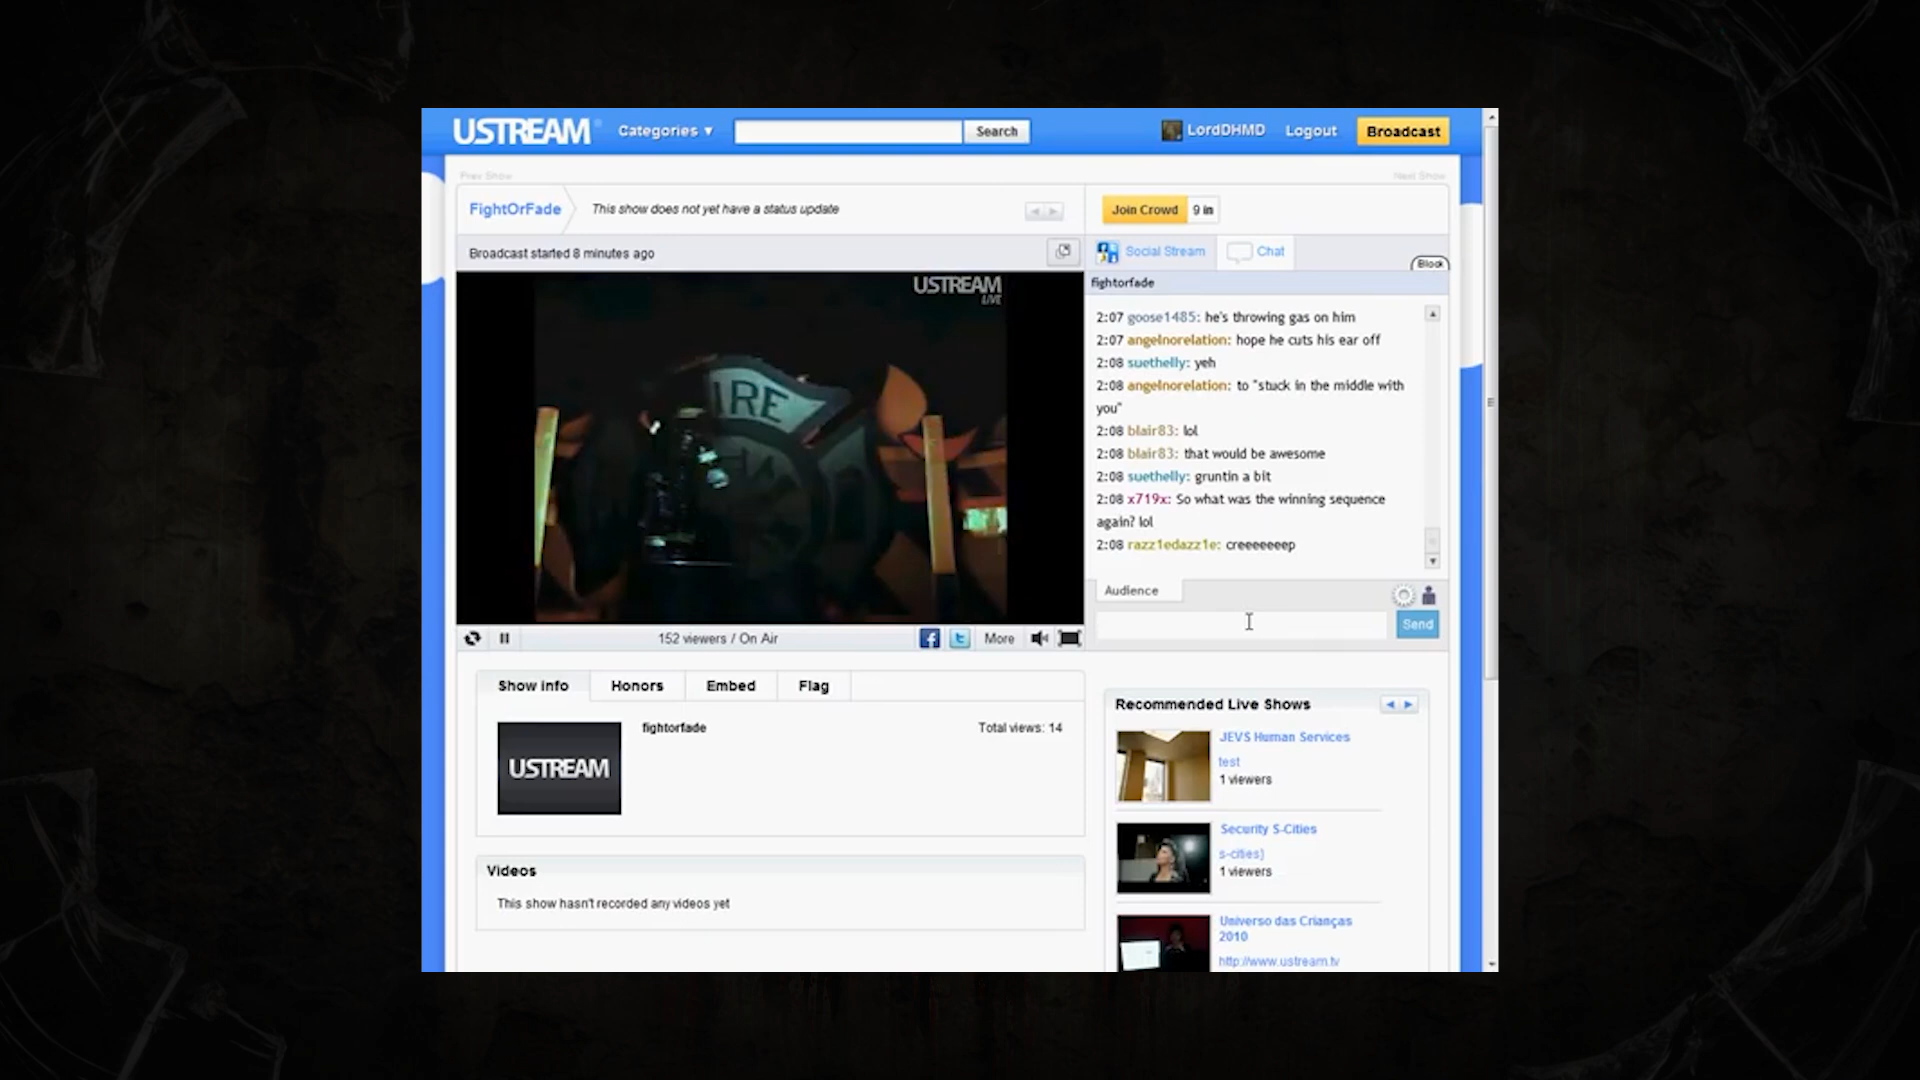 USTREAM
Categories ▼
Search
LordDHMD
Logout
Broadcast
Prev Show
Next Show
FightOrFade
This show does not yet have a status update
Join Crowd
9 in
Broadcast started 8 minutes ago
Social Stream
Chat
Block
fightorfade
USTREAM
LIVE
IRE
2:07 goose1485: he's throwing gas on him
2:07 angelnorelation: hope he cuts his ear off
2:08 suethelly: yeh
2:08 angelnorelation: to "stuck in the middle with
you"
2:08 blair83: lol
2:08 blair83: that would be awesome
2:08 suethelly: gruntin a bit
2:08 x719x: So what was the winning sequence
again? lol
2:08 razz1edazz1e: creeeeeeep
Audience
Send
152 viewers / On Air
More
Show info
Honors
Embed
Flag
USTREAM
fightorfade
Total views: 14
Videos
This show hasn't recorded any videos yet
Recommended Live Shows
JEVS Human Services
test
1 viewers
Security S-Cities
s-cities)
1 viewers
Universo das Crianças
2010
http://www.ustream.tv